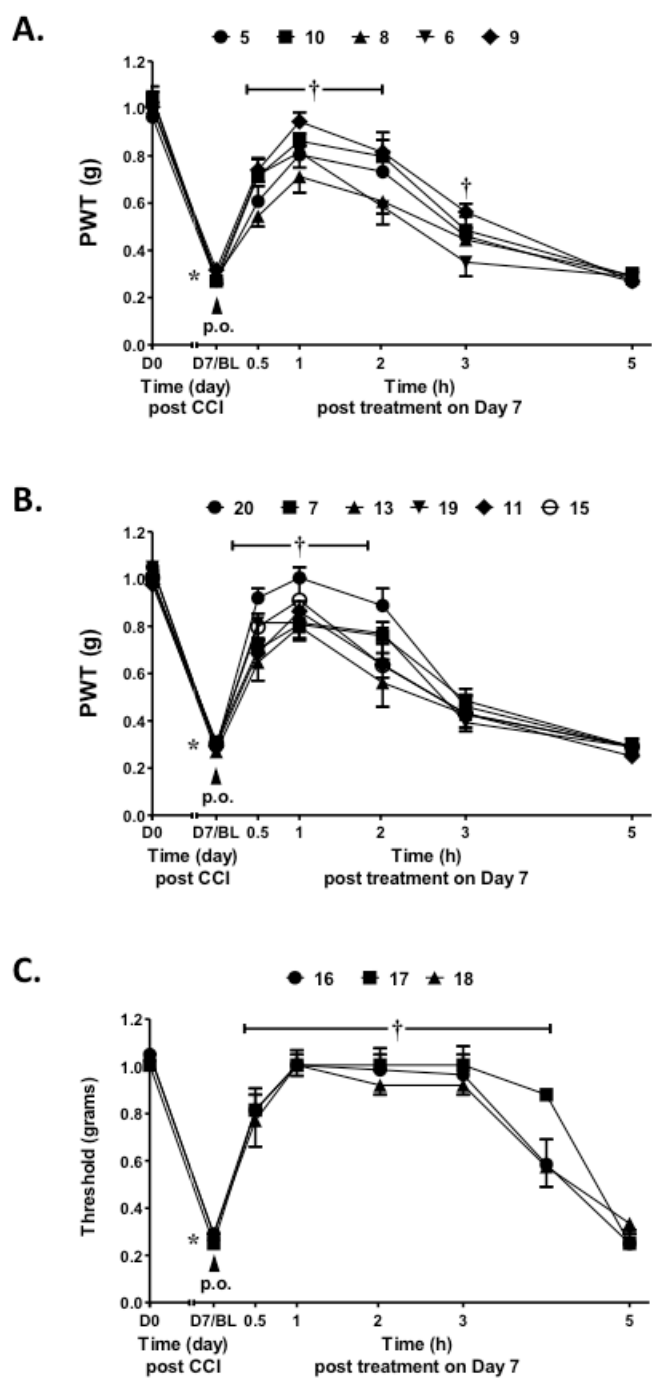 A.
5 10 8 6 9
†
†
1.2
1.0
0.8
0.6
0.4
0.2
0.0
PWT (g)
*
p.o.
D0 D7/BL 0.5 1 2 3 5
Time (day) Time (h)
post CCI post treatment on Day 7
B.
20 7 13 19 11 15
†
1.2
1.0
0.8
0.6
0.4
0.2
0.0
PWT (g)
*
p.o.
D0 D7/BL 0.5 1 2 3 5
Time (day) Time (h)
post CCI post treatment on Day 7
C.
16 17 18
†
1.2
1.0
0.8
0.6
0.4
0.2
0.0
Threshold (grams)
*
p.o.
D0 D7/BL 0.5 1 2 3 5
Time (day) Time (h)
post CCI post treatment on Day 7